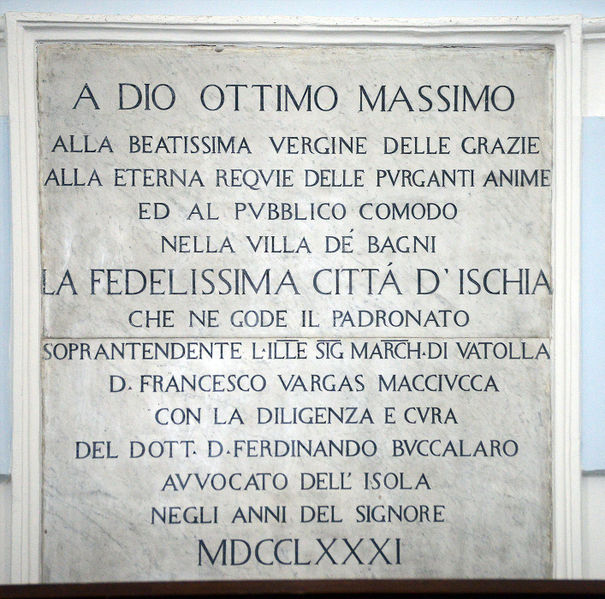 A DIO OTTIMO MASSIMO
ALLA BEATISSIMA VERGINE DELLE GRAZIE
ALLA ETERNA REQVIE DELLE PVRGANTI ANIME
ED AL PVBBLICO COMODO
NELLA VILLA DÉ BAGNI
LA FEDELISSIMA CITTÁ D'ISCHIA
CHE NE GODE IL PADRONATO
SOPRANTENDENTE L·ILLE SIG MARCH·DI VATOLLA
D·FRANCESCO VARGAS MACCIVCCA
CON LA DILIGENZA E CVRA
DEL DOTT. D·FERDINANDO BVCCALARO
AVVOCATO DELL' ISOLA
NEGLI ANNI DEL SIGNORE
MDCCLXXXI